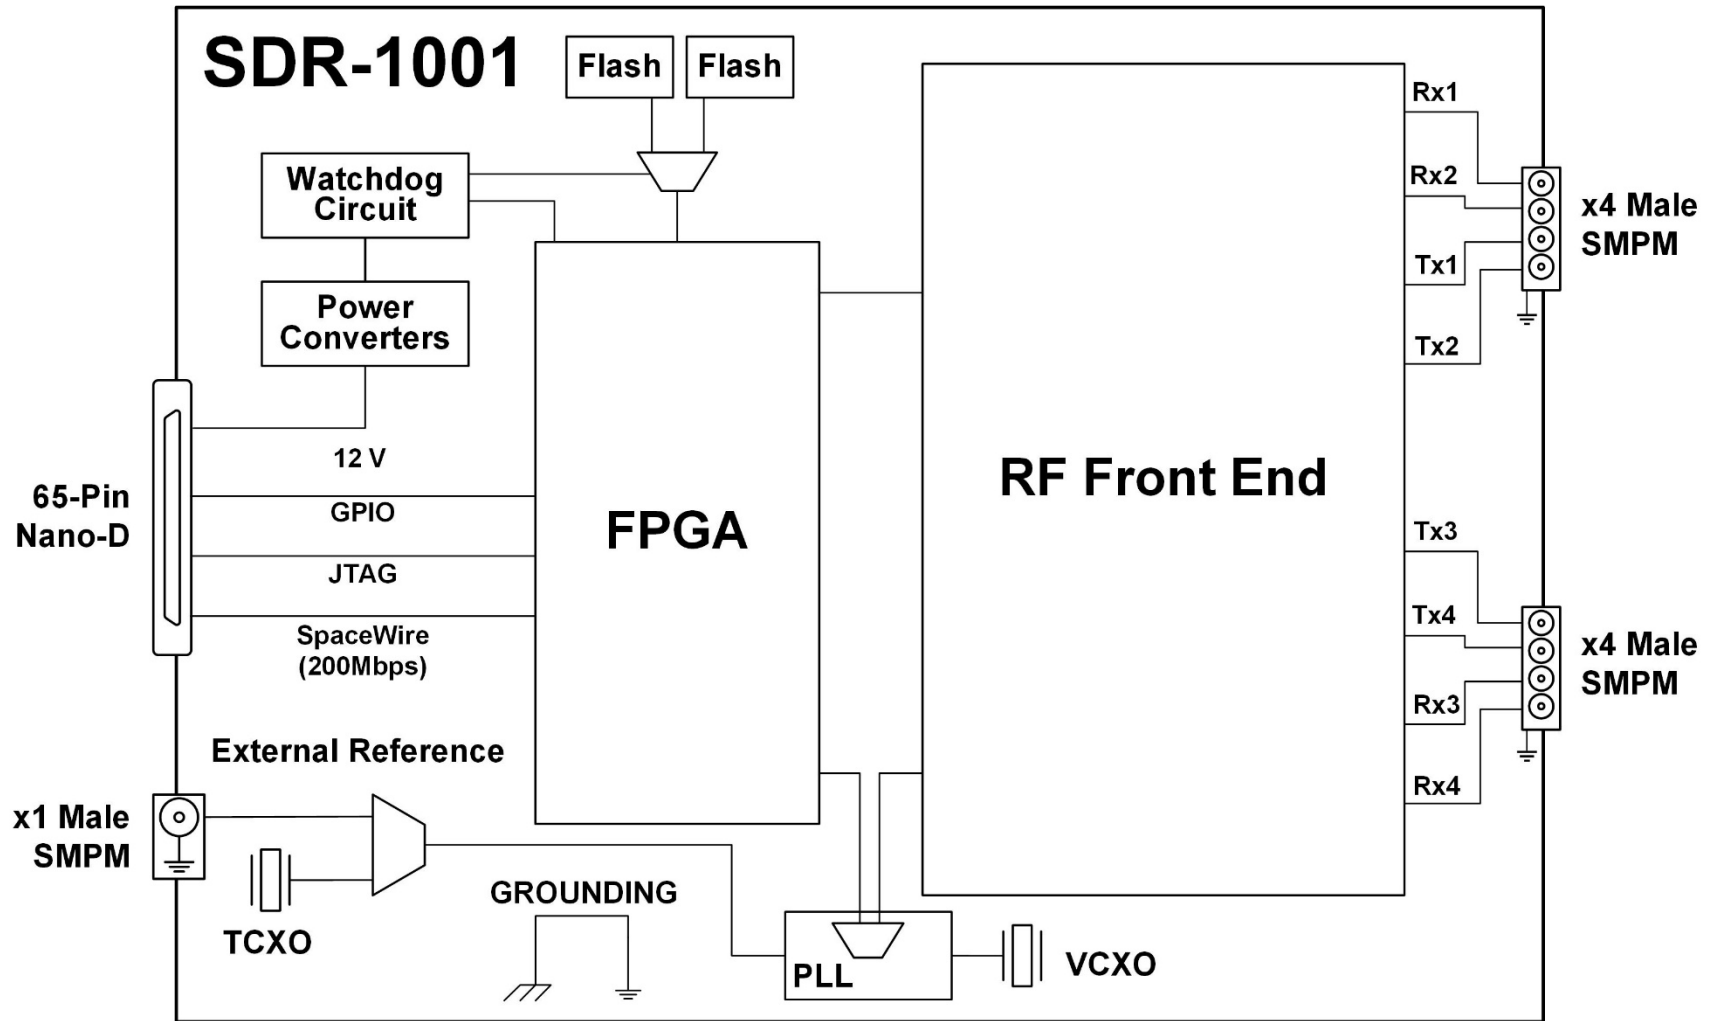 SDR-1001
Flash
Flash
Watchdog
Circuit
Power
Converters
12 V
GPIO
JTAG
SpaceWire
(200Mbps)
65-Pin
Nano-D
FPGA
RF Front End
Rx1
Rx2
Tx1
Tx2
x4 Male
SMPM
Tx3
Tx4
Rx3
Rx4
x4 Male
SMPM
External Reference
x1 Male
SMPM
TCXO
GROUNDING
PLL
VCXO